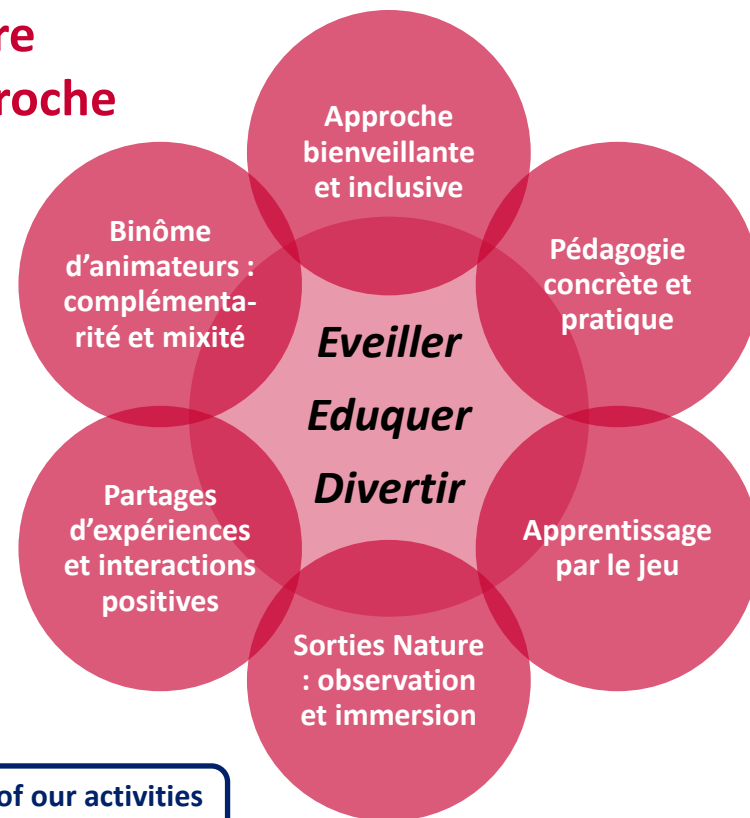 re
roche
Approche
bienveillante
et inclusive
Binôme
d'animateurs :
complémenta-
rité et mixité
Pédagogie
concrète et
pratique
Eveiller
Eduquer
Divertir
Partages
d'expériences
et interactions
positives
Apprentissage
par le jeu
Sorties Nature
: observation
et immersion
of our activities